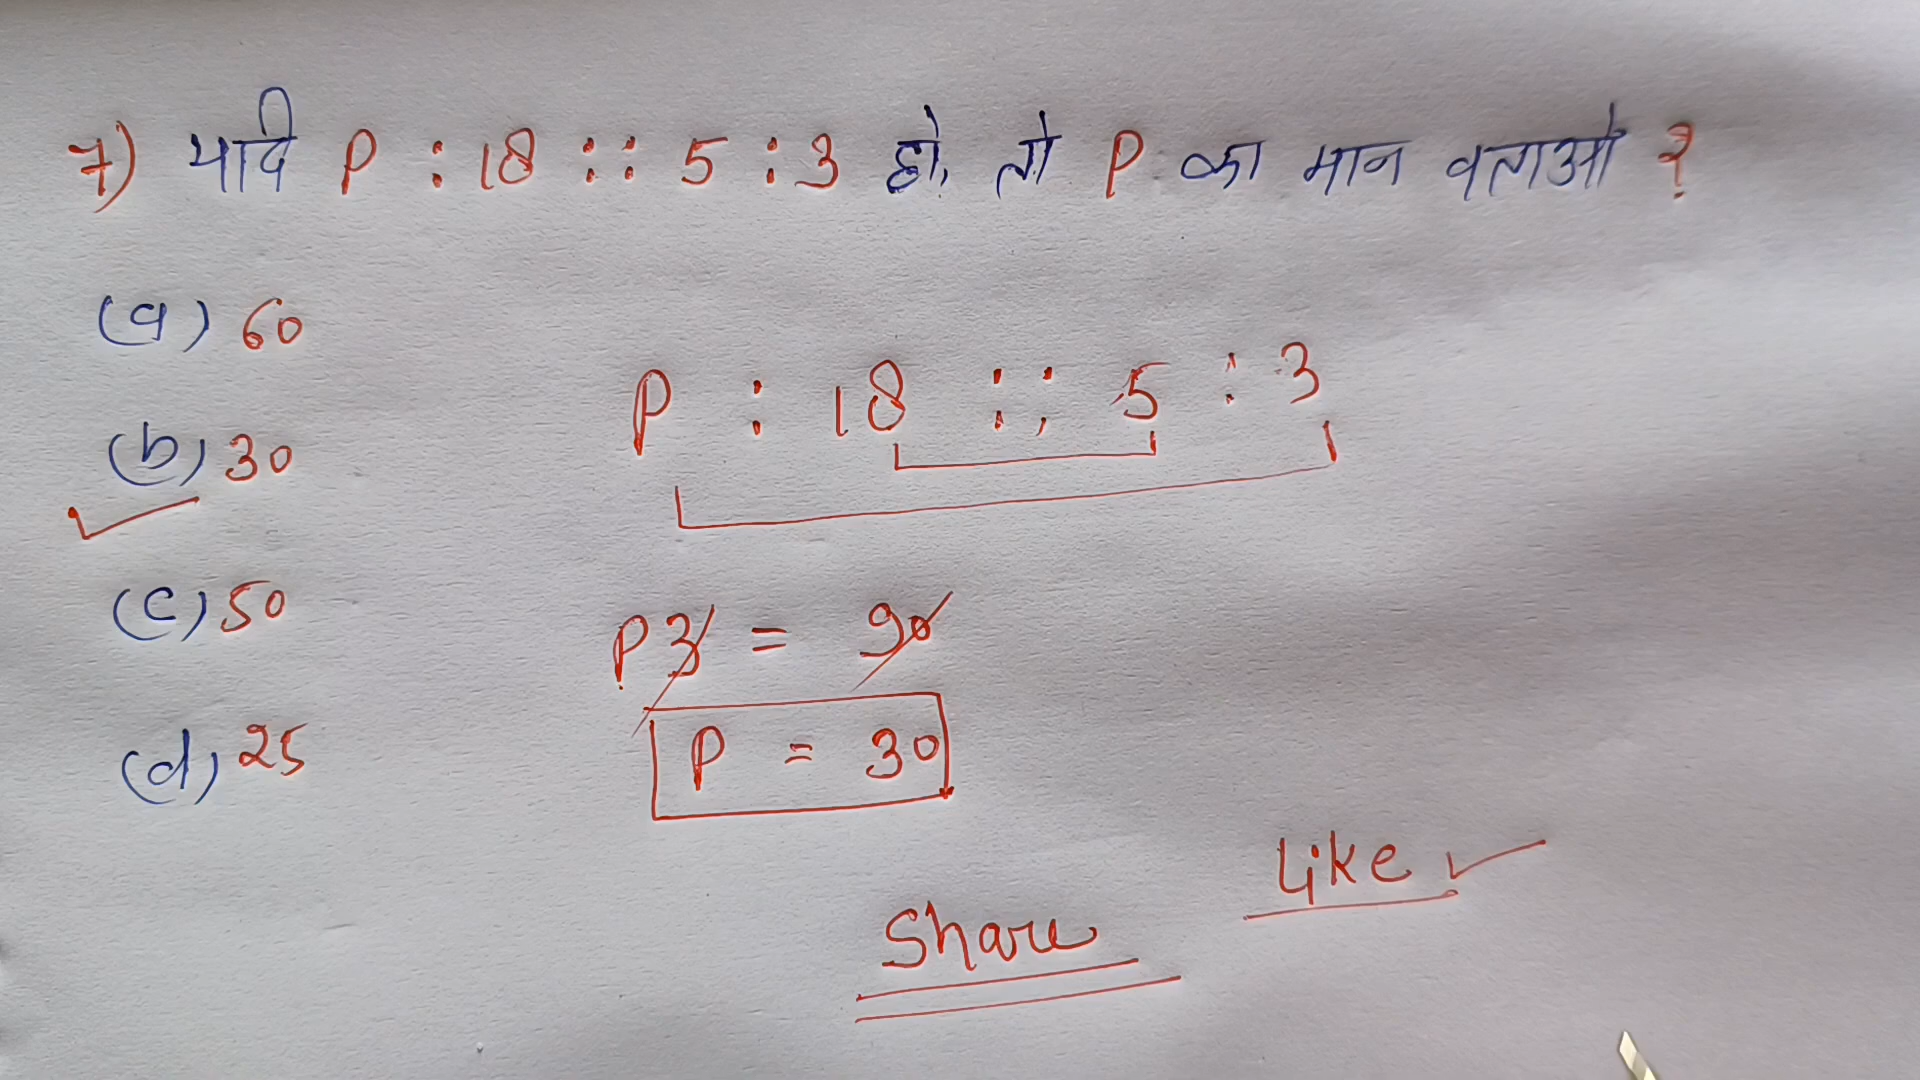 7) यदि P : 18 :: 5 : 3 हो, तो P का मान बताओ ?
(a) 60
P : 18 :: 5 : 3
(b) 30
(c) 50
P3 = 90
P = 30
(d) 25
Like
Share